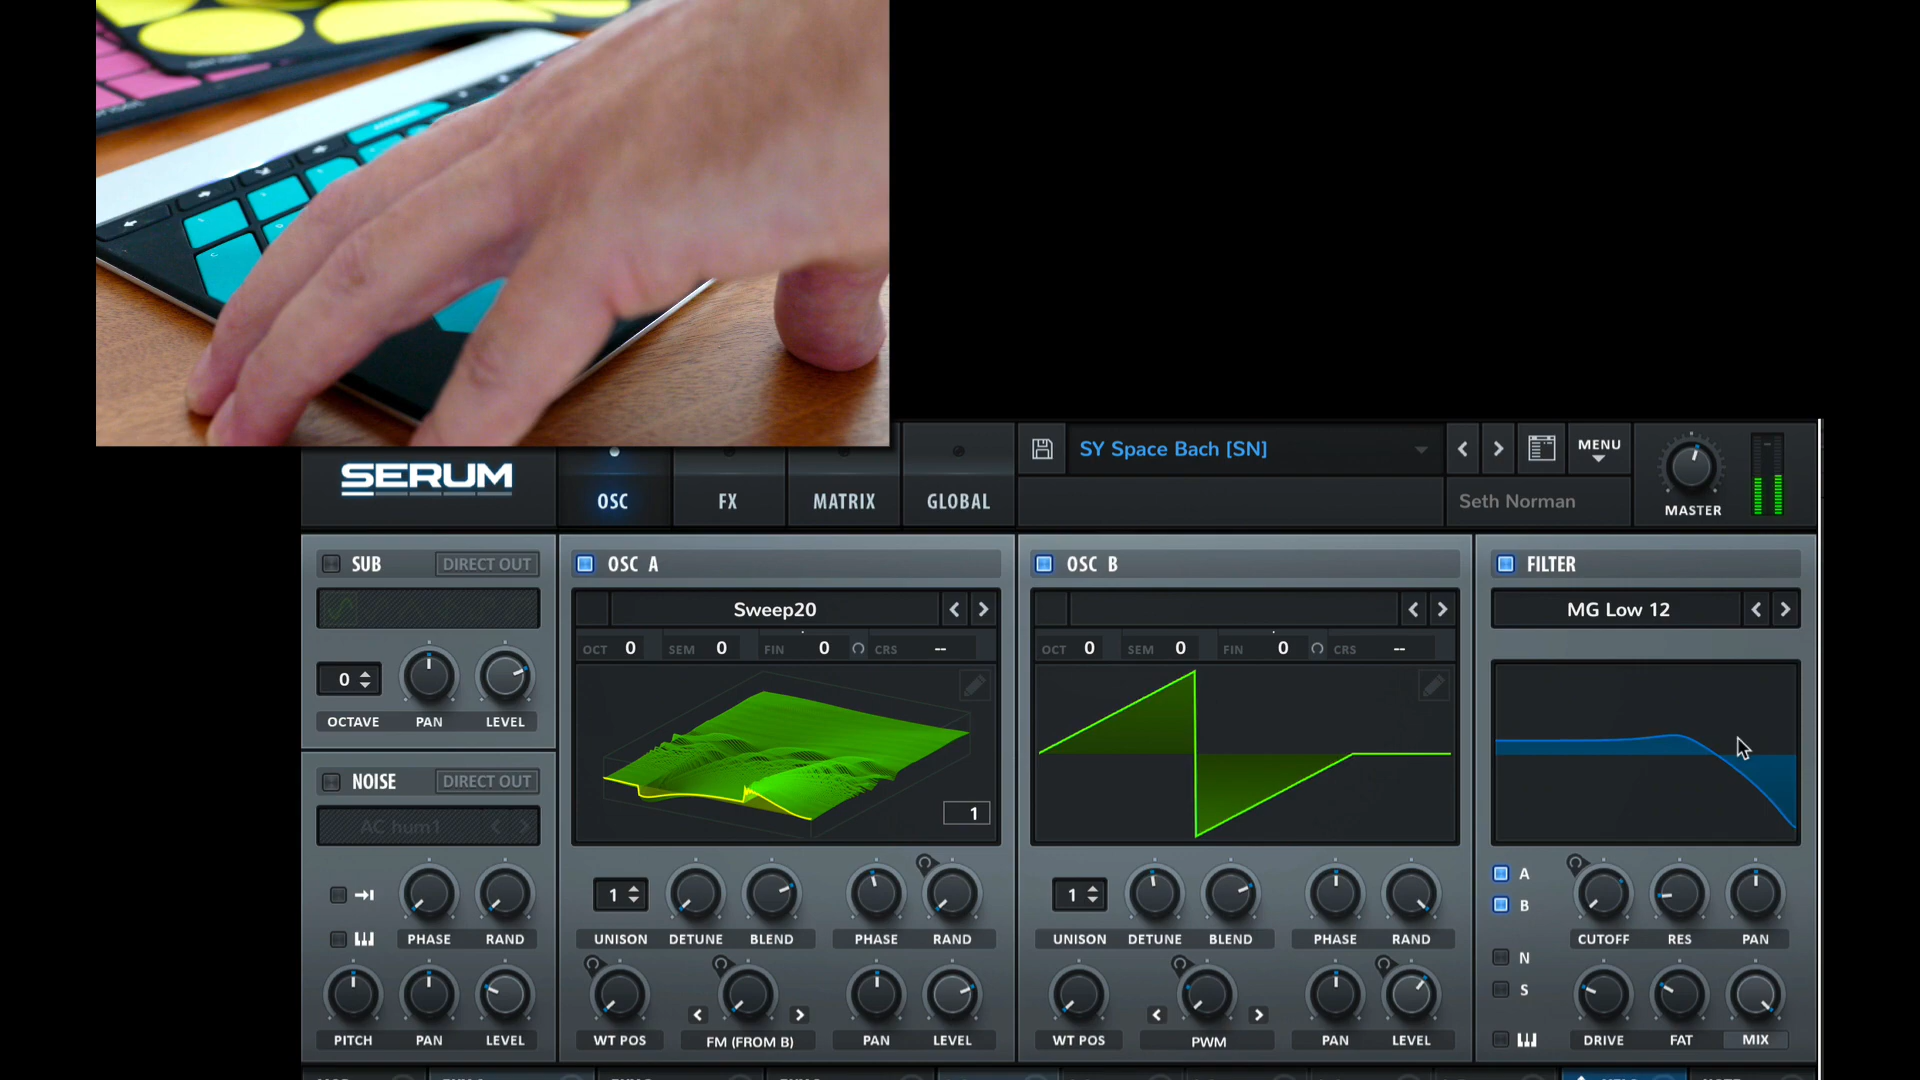 SY Space Bach [SN]
MENU
SERUM
OSC
FX
MATRIX
GLOBAL
Seth Norman
MASTER
SUB
DIRECT OUT
OSC A
OSC B
FILTER
Sweep20
MG Low 12
OCT 0 SEM 0 FIN 0 CRS --
OCT 0 SEM 0 FIN 0 CRS --
0
OCTAVE
PAN
LEVEL
NOISE
DIRECT OUT
AC hum1
1
A
B
1
1
PHASE
RAND
UNISON
DETUNE
BLEND
PHASE
RAND
UNISON
DETUNE
BLEND
PHASE
RAND
CUTOFF
RES
PAN
N
S
PITCH
PAN
LEVEL
WT POS
FM (FROM B)
PAN
LEVEL
WT POS
PWM
PAN
LEVEL
DRIVE
FAT
MIX